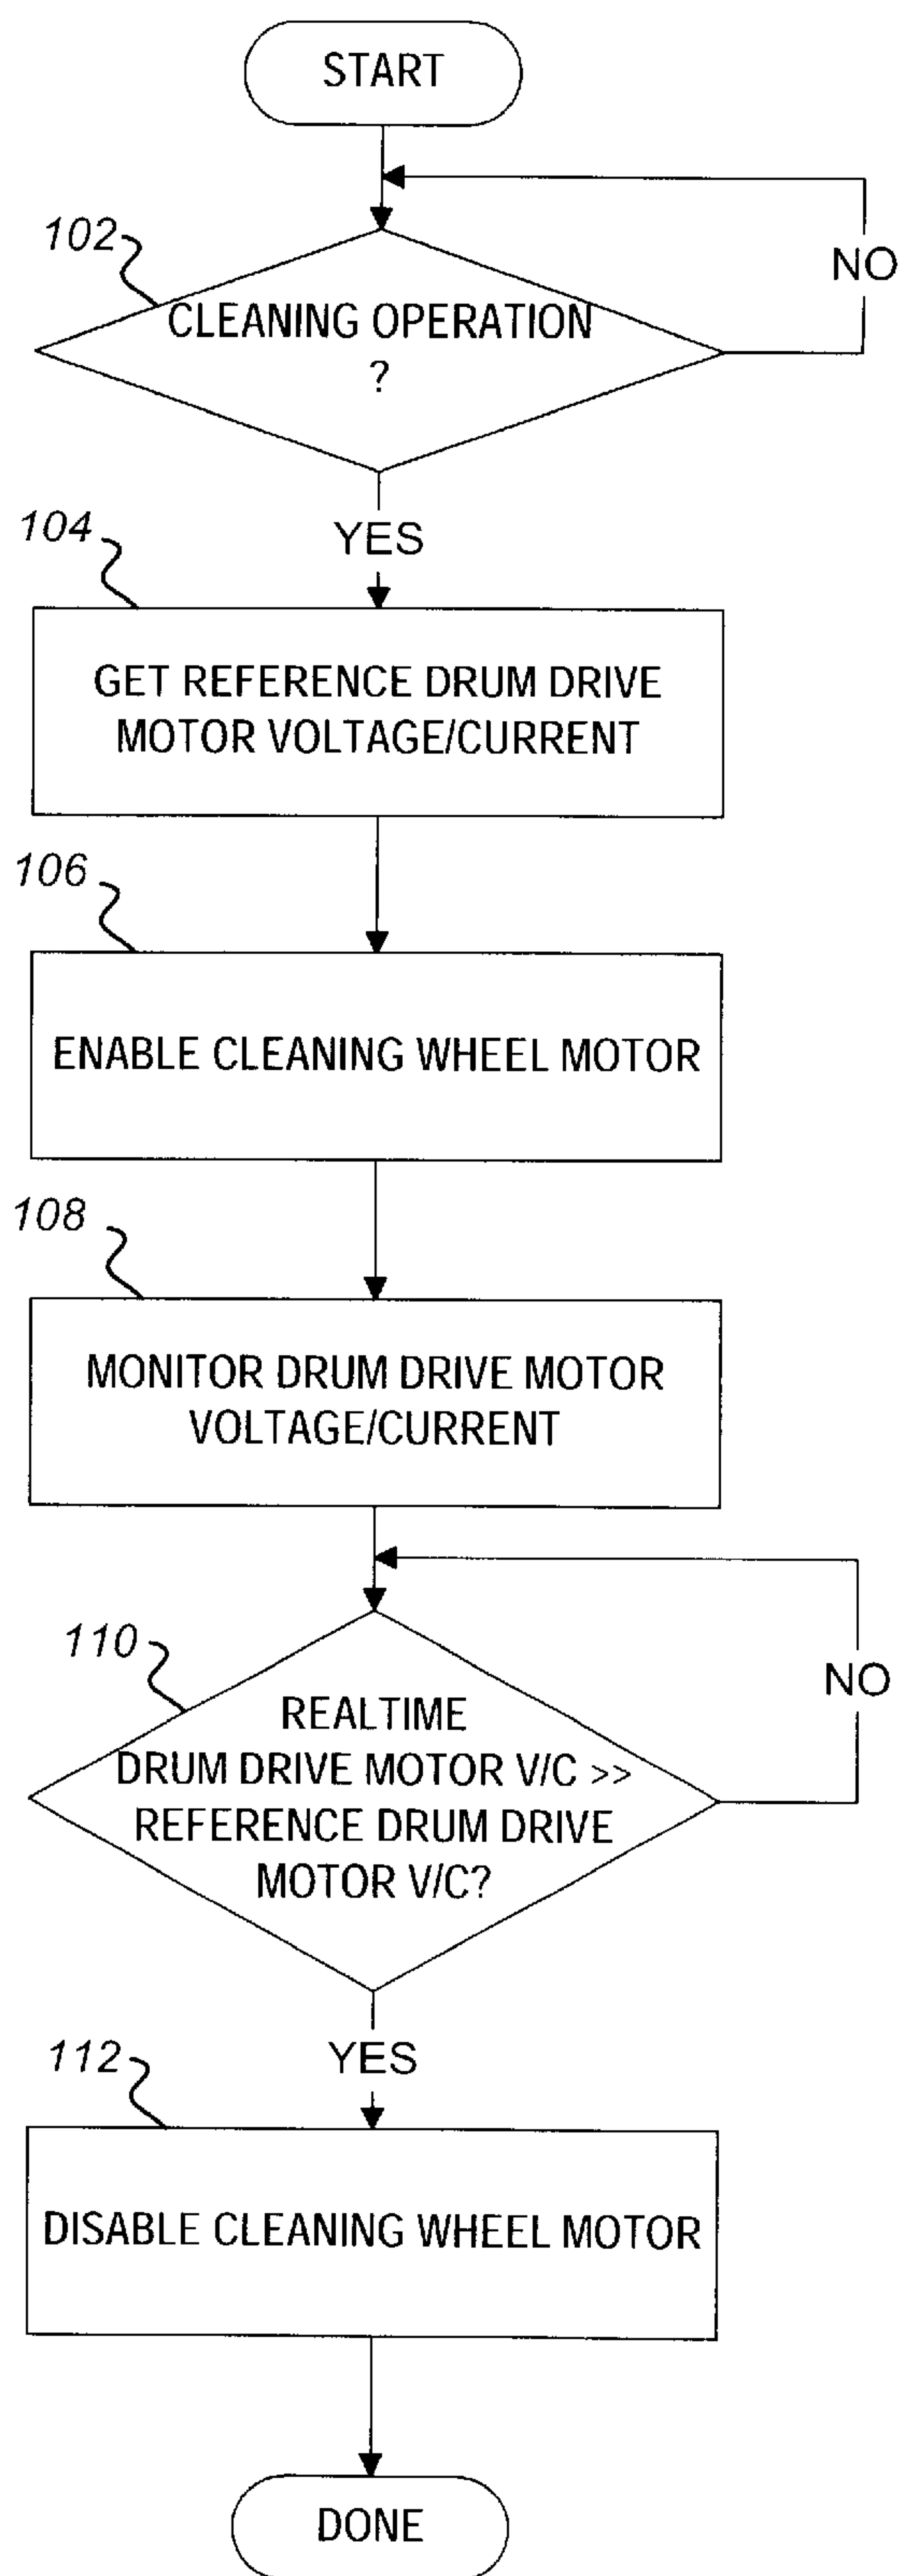 START
NO
102
CLEANING OPERATION
?
YES
104
GET REFERENCE DRUM DRIVE
MOTOR VOLTAGE/CURRENT
106
ENABLE CLEANING WHEEL MOTOR
108
MONITOR DRUM DRIVE MOTOR
VOLTAGE/CURRENT
110
NO
REALTIME
DRUM DRIVE MOTOR V/C >>
REFERENCE DRUM DRIVE
MOTOR V/C?
YES
112
DISABLE CLEANING WHEEL MOTOR
DONE